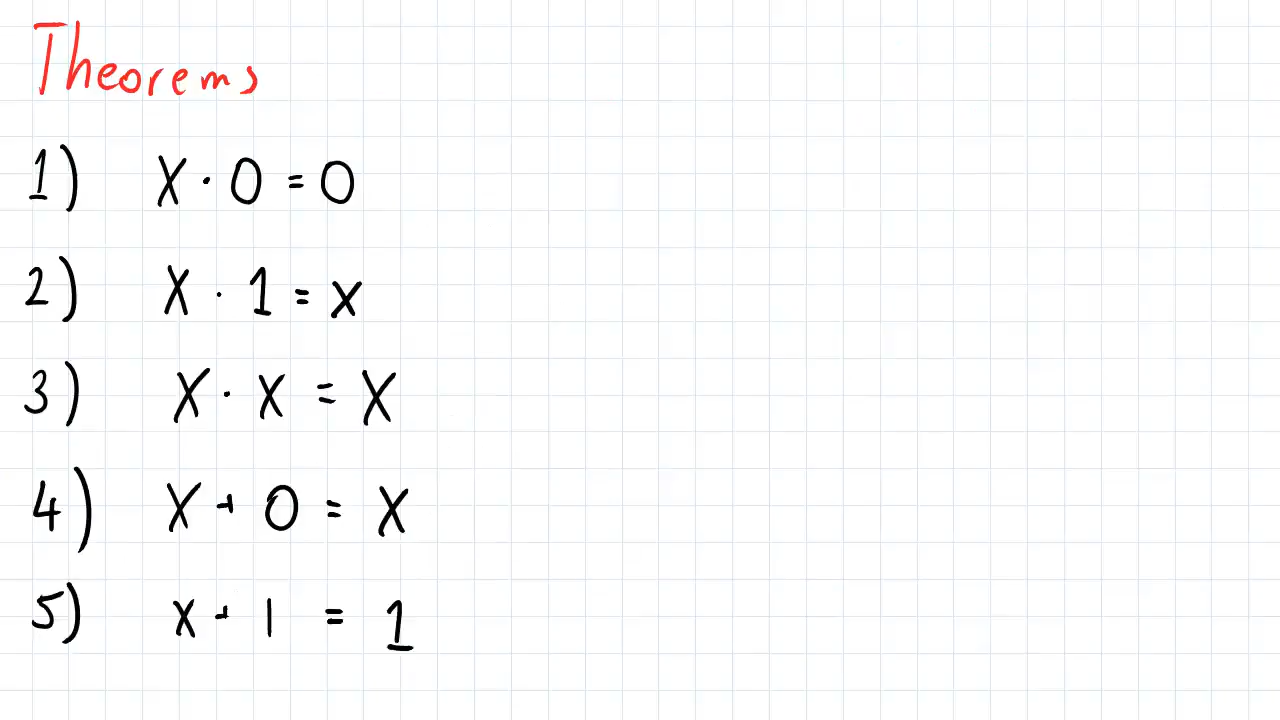 Theorems
1) X · 0 = 0
2) X · 1 = x
3) X · X = X
4) X + 0 = X
5) x + 1 = 1